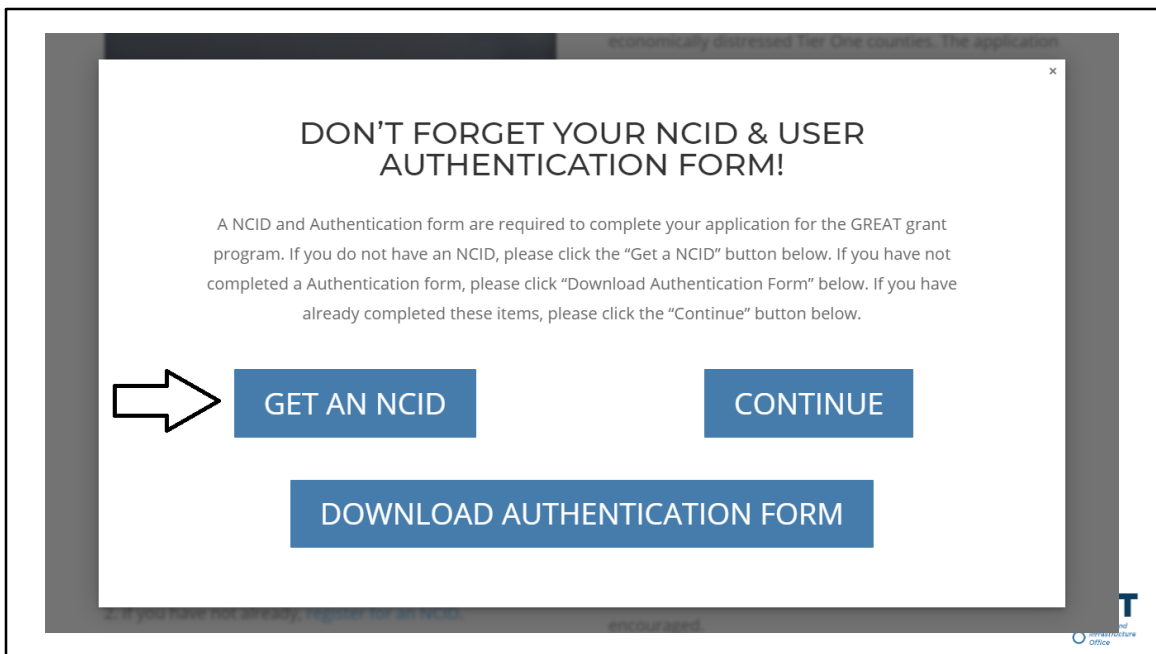 economically distressed Tier One counties. The application
×
DON’T FORGET YOUR NCID & USER
AUTHENTICATION FORM!
A NCID and Authentication form are required to complete your application for the GREAT grant
program. If you do not have an NCID, please click the “Get a NCID” button below. If you have not
completed a Authentication form, please click “Download Authentication Form” below. If you have
already completed these items, please click the “Continue” button below.
GET AN NCID
CONTINUE
DOWNLOAD AUTHENTICATION FORM
2. If you have not already, register for an NCID.
encouraged.
T
nd
Infrastructure
Office